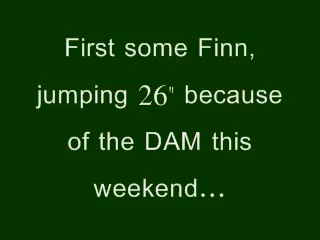 First some Finn,
jumping 26" because
of the DAM this
weekend...